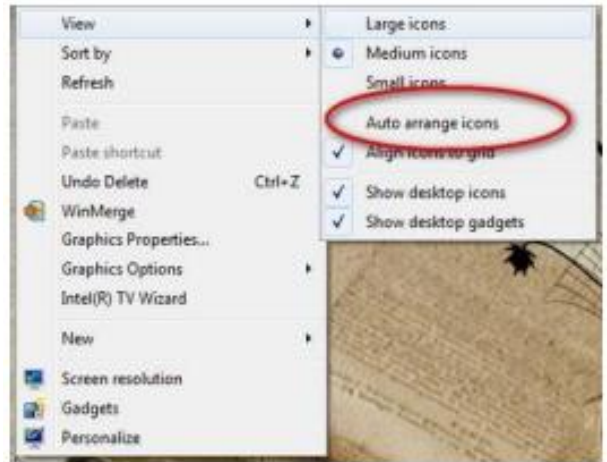 View
Sort by
Refresh
Paste
Paste shortcut
Undo Delete Ctrl+Z
WinMerge
Graphics Properties...
Graphics Options
Intel(R) TV Wizard
New
Screen resolution
Gadgets
Personalize
Large icons
Medium icons
Small icons
Auto arrange icons
Align icons to grid
Show desktop icons
Show desktop gadgets